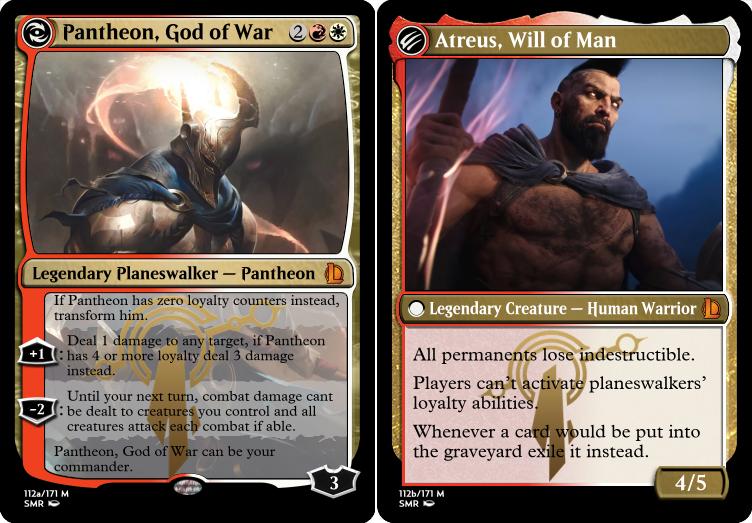 Pantheon, God of War 2
Legendary Planeswalker — Pantheon
If Pantheon has zero loyalty counters instead,
transform him.
+1: Deal 1 damage to any target, if Pantheon
has 4 or more loyalty deal 3 damage
instead.
-2: Until your next turn, combat damage cant
be dealt to creatures you control and all
creatures attack each combat if able.
Pantheon, God of War can be your
commander.
3
112a/171 M
SMR
Atreus, Will of Man
Legendary Creature — Human Warrior
All permanents lose indestructible.
Players can't activate planeswalkers'
loyalty abilities.
Whenever a card would be put into
the graveyard exile it instead.
4/5
112b/171 M
SMR